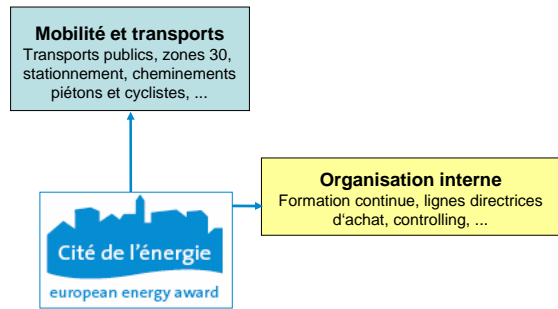 Mobilité et transports
Transports publics, zones 30,
stationnement, cheminements
piétons et cyclistes, ...
Organisation interne
Formation continue, lignes directrices
d‘achat, controlling, ...
Cité de l'énergie
european energy award